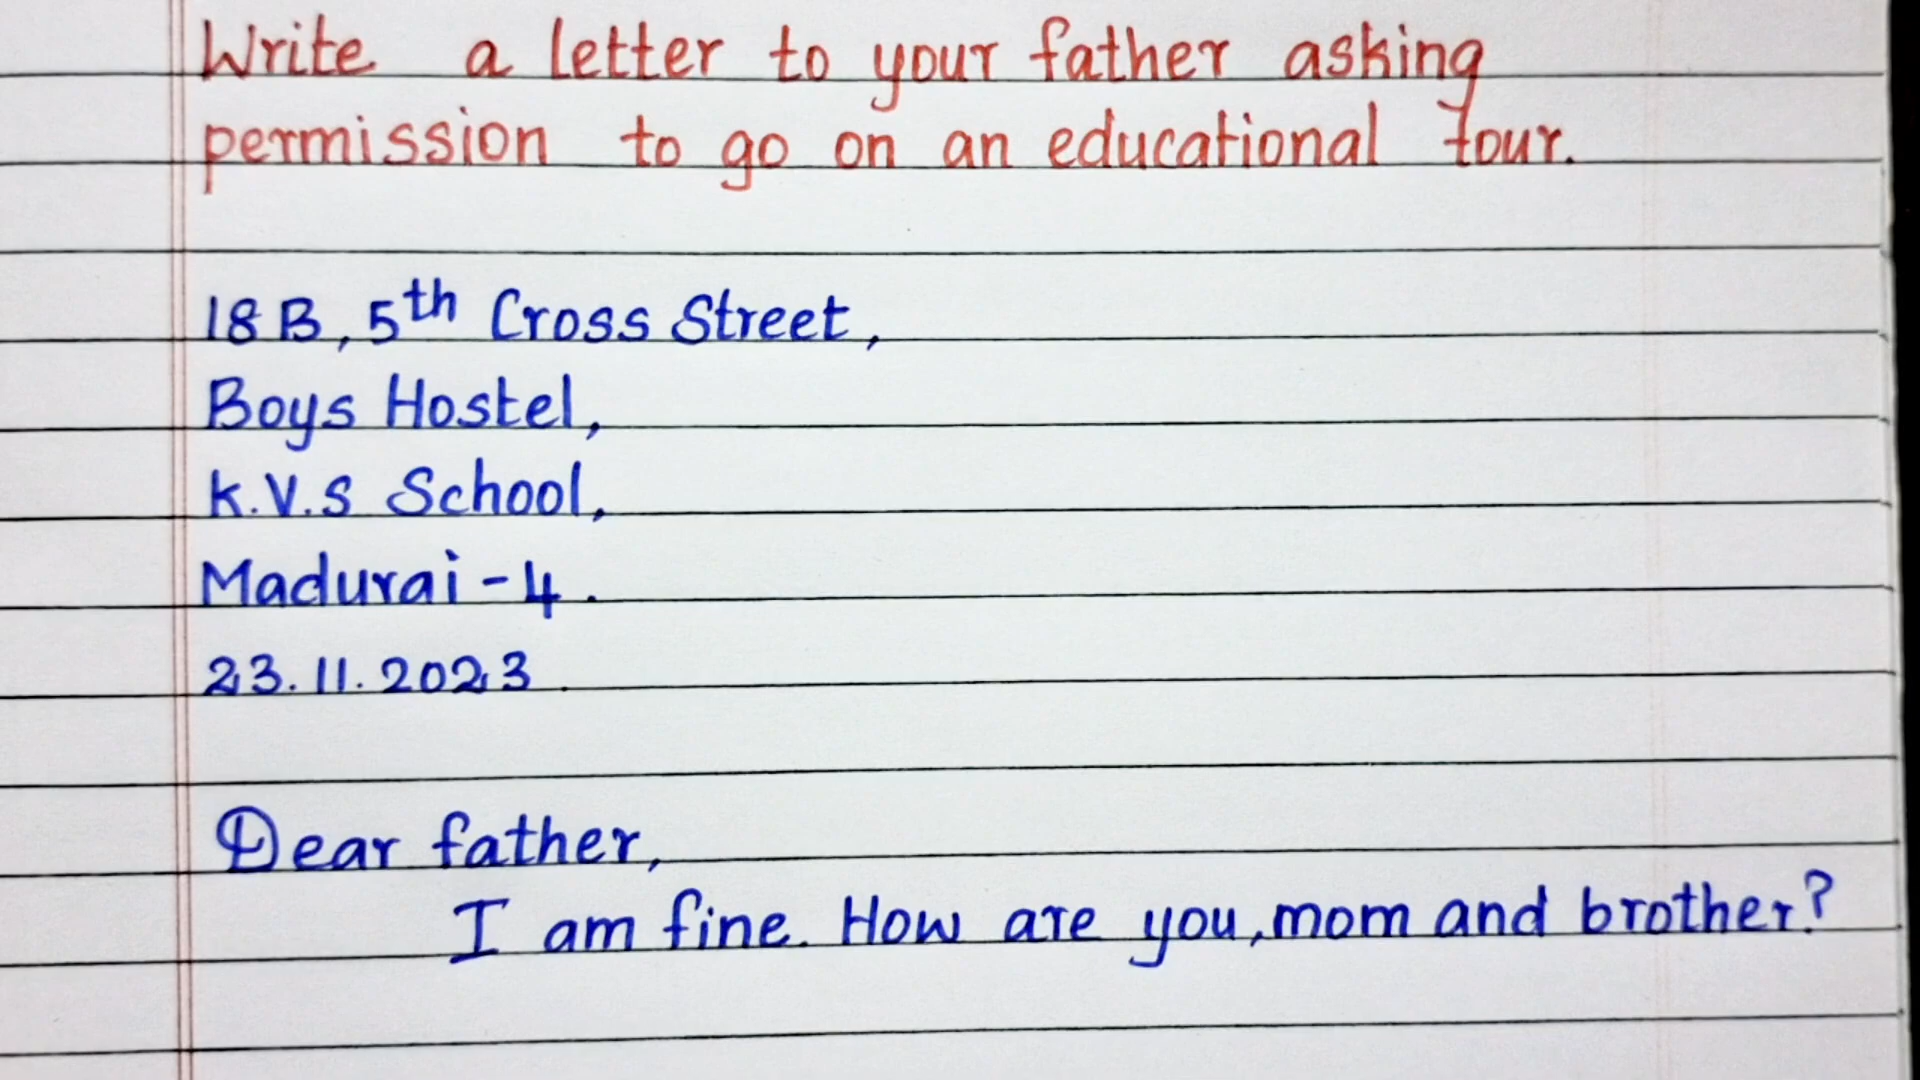 Write a letter to your father asking
permission to go on an educational tour.
18 B, 5th Cross Street,
Boys Hostel,
K.V.S School,
Madurai - 4.
23.11.2023.
Dear father,
I am fine. How are you, mom and brother?